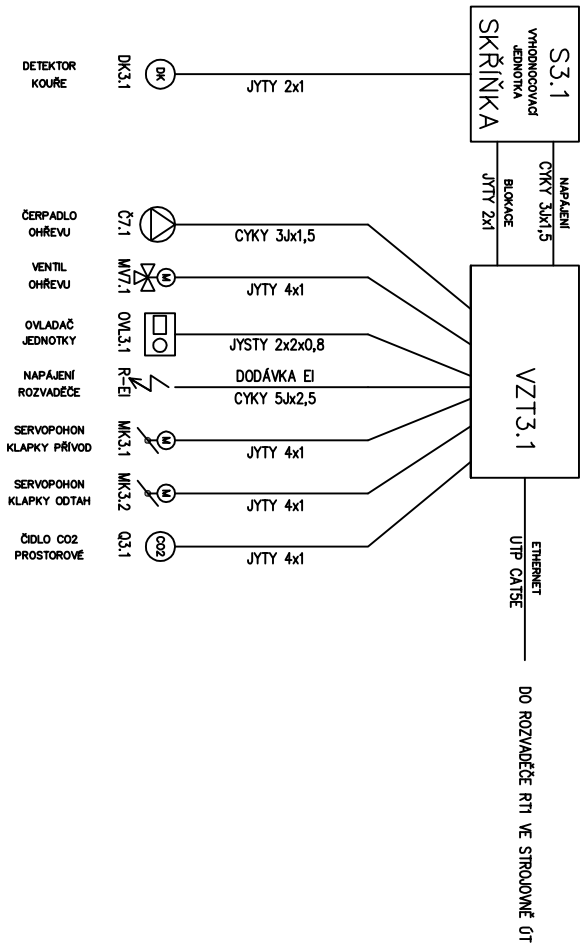 S3.1
VYHODNOCOVACÍ
JEDNOTKA
SKŘÍŇKA
DETEKTOR
KOUŘE
DK3.1
DK
JYTY 2x1
NAPÁJENÍ
CYKY 3Jx1,5
BLOKACE
JYTY 2x1
VZT3.1
ČERPADLO
OHŘEVU
Č7.1
CYKY 3Jx1,5
VENTIL
OHŘEVU
MV7.1
M
JYTY 4x1
OVLADAČ
JEDNOTKY
OVL3.1
JYSTY 2x2x0,8
NAPÁJENÍ
ROZVADĚČE
R-EI
DODÁVKA EI
CYKY 5Jx2,5
SERVOPOHON
KLAPKY PŘÍVOD
MK3.1
M
JYTY 4x1
SERVOPOHON
KLAPKY ODTAH
MK3.2
M
JYTY 4x1
ČIDLO CO2
PROSTOROVÉ
Q3.1
CO2
JYTY 4x1
ETHERNET
UTP CAT5E
DO ROZVADĚČE RT1 VE STROJOVNĚ ÚT